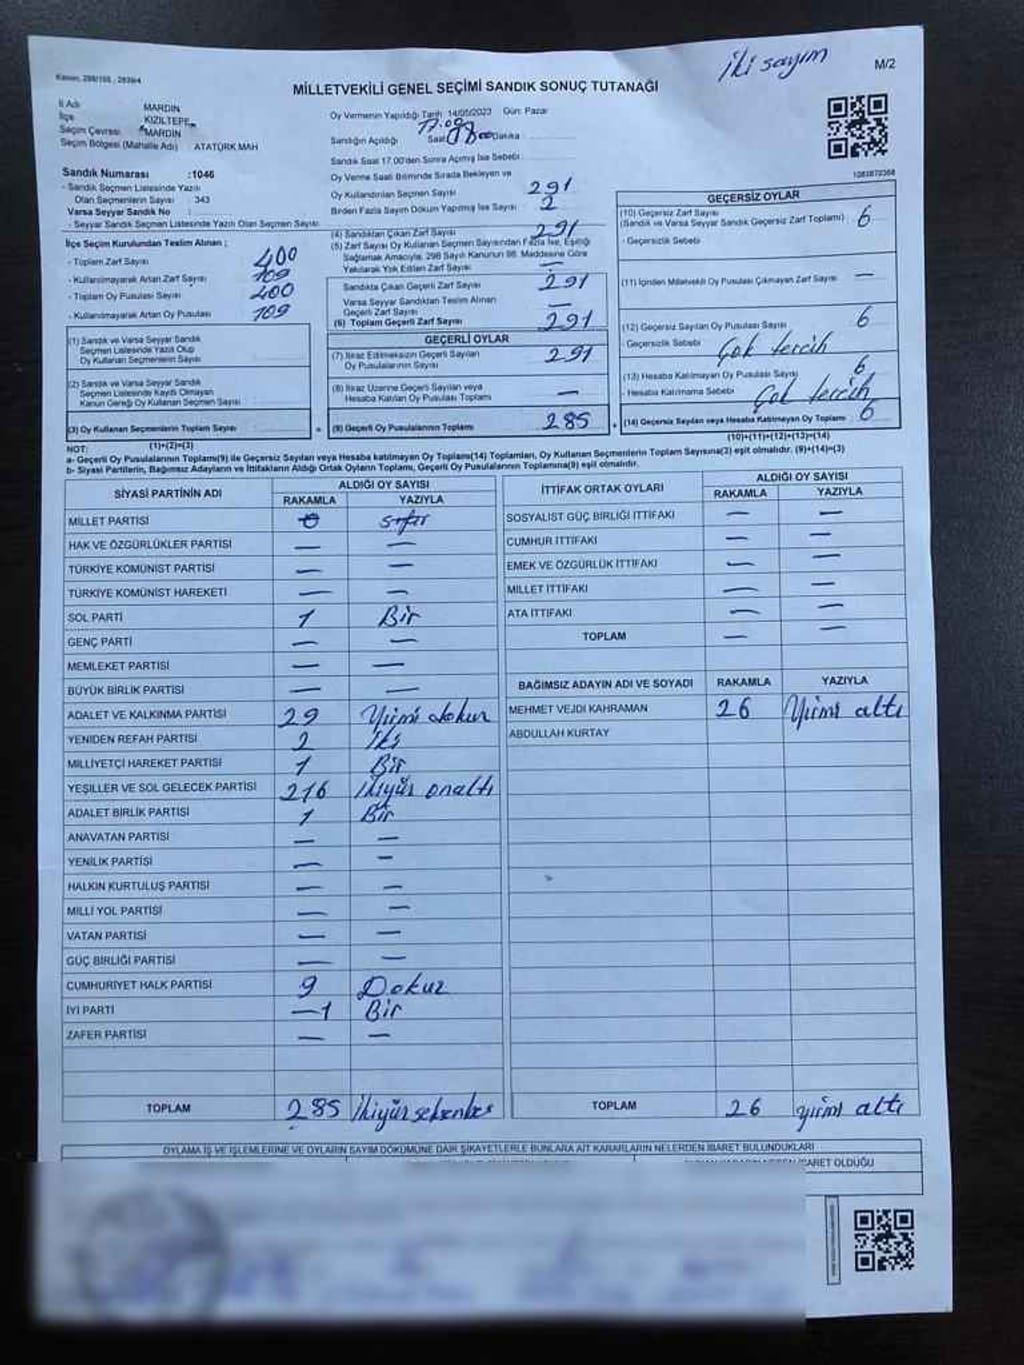 İki sayım
M/2
MİLLETVEKİLİ GENEL SEÇİMİ SANDIK SONUÇ TUTANAĞI
İl Adı MARDİN
İlçe KIZILTEPE
Seçim Çevresi MARDİN
Seçim Bölgesi (Mahalle Adı) ATATÜRK MAH
Sandık Numarası :1046
- Sandık Seçmen Listesinde Yazılı
Olan Seçmenlerin Sayısı 343
Varsa Seyyar Sandık No :
- Seyyar Sandık Seçmen Listesinde Yazılı Olan Seçmen Sayısı
İlçe Seçim Kurulundan Teslim Alınan :
- Toplam Zarf Sayısı 400
- Kullanılmayarak Artan Zarf Sayısı 109
- Toplam Oy Pusulası Sayısı 400
- Kullanılmayarak Artan Oy Pusulası 109
(1) Sandık ve Varsa Seyyar Sandık
Seçmen Listesinde Yazılı Olup
Oy Kullanan Seçmenlerin Sayısı
(2) Sandık ve Varsa Seyyar Sandık
Seçmen Listesinde Kayıtlı Olmayan
Kanun Gereği Oy Kullanan Seçmen Sayısı
(3) Oy Kullanan Seçmenlerin Toplam Sayısı
(1)+(2)=(3)
Oy Vermenin Yapıldığı Tarih 14/05/2023 Gün: Pazar
Sandığın Açıldığı Saat Dakika
Sandık Saat 17.00'den Sonra Açılmış İse Sebebi
Oy Verme Saati Bitiminde Sırada Bekleyen ve
Oy Kullandırılan Seçmen Sayısı 291
Birden Fazla Sayım Döküm Yapılmış İse Sayısı 2
(4) Sandıktan Çıkan Zarf Sayısı 291
(5) Zarf Sayısı Oy Kullanan Seçmen Sayısından Fazla İse, Eşitliği
Sağlamak Amacıyla, 298 Sayılı Kanunun 98. Maddesine Göre
Yakılarak Yok Edilen Zarf Sayısı —
Sandıkta Çıkan Geçerli Zarf Sayısı 291
Varsa Seyyar Sandıktan Teslim Alınan
Geçerli Zarf Sayısı —
(6) Toplam Geçerli Zarf Sayısı 291
GEÇERLİ OYLAR
(7) İtiraz Edilmeksizin Geçerli Sayılan
Oy Pusulalarının Sayısı 291
(8) İtiraz Üzerine Geçerli Sayılan veya
Hesaba Katılan Oy Pusulası Toplamı —
(9) Geçerli Oy Pusulalarının Toplamı 285
GEÇERSİZ OYLAR
(10) Geçersiz Zarf Sayısı
(Sandık ve Varsa Seyyar Sandık Geçersiz Zarf Toplamı) 6
- Geçersizlik Sebebi
(11) İçinden Milletvekili Oy Pusulası Çıkmayan Zarf Sayısı —
(12) Geçersiz Sayılan Oy Pusulası Sayısı 6
- Geçersizlik Sebebi Çok tercih
(13) Hesaba Katılmayan Oy Pusulası Sayısı 6
- Hesaba Katılmama Sebebi Çok tercih
(14) Geçersiz Sayılan veya Hesaba Katılmayan Oy Toplamı 6
(10)+(11)+(12)+(13)=(14)
NOT:
a- Geçerli Oy Pusulalarının Toplamı(9) ile Geçersiz Sayılan veya Hesaba katılmayan Oy Toplamı(14) Toplamları, Oy Kullanan Seçmenlerin Toplam Sayısına(3) eşit olmalıdır. (9)+(14)=(3)
b- Siyasi Partilerin, Bağımsız Adayların ve İttifakların Aldığı Ortak Oyların Toplamı, Geçerli Oy Pusulalarının Toplamına(9) eşit olmalıdır.
SİYASİ PARTİNİN ADI ALDIĞI OY SAYISI
RAKAMLA YAZIYLA
MİLLET PARTİSİ 0 sıfır
HAK VE ÖZGÜRLÜKLER PARTİSİ — —
TÜRKİYE KOMÜNİST PARTİSİ — —
TÜRKİYE KOMÜNİST HAREKETİ — —
SOL PARTİ 1 Bir
GENÇ PARTİ — —
MEMLEKET PARTİSİ — —
BÜYÜK BİRLİK PARTİSİ — —
ADALET VE KALKINMA PARTİSİ 29 Yirmi dokuz
YENİDEN REFAH PARTİSİ 2 İki
MİLLİYETÇİ HAREKET PARTİSİ 1 Bir
YEŞİLLER VE SOL GELECEK PARTİSİ 216 İkiyüz onaltı
ADALET BİRLİK PARTİSİ 1 Bir
ANAVATAN PARTİSİ — —
YENİLİK PARTİSİ — —
HALKIN KURTULUŞ PARTİSİ — —
MİLLİ YOL PARTİSİ — —
VATAN PARTİSİ — —
GÜÇ BİRLİĞİ PARTİSİ — —
CUMHURİYET HALK PARTİSİ 9 Dokuz
İYİ PARTİ —1 Bir
ZAFER PARTİSİ — —
TOPLAM 285 İkiyüz seksenbeş
İTTİFAK ORTAK OYLARI ALDIĞI OY SAYISI
RAKAMLA YAZIYLA
SOSYALİST GÜÇ BİRLİĞİ İTTİFAKI — —
CUMHUR İTTİFAKI — —
EMEK VE ÖZGÜRLÜK İTTİFAKI — —
MİLLET İTTİFAKI — —
ATA İTTİFAKI — —
TOPLAM — —
BAĞIMSIZ ADAYIN ADI VE SOYADI RAKAMLA YAZIYLA
MEHMET VEJDİ KAHRAMAN 26 Yirmi altı
ABDULLAH KURTAY
TOPLAM 26 yirmi altı
OYLAMA İŞ VE İŞLEMLERİNE VE OYLARIN SAYIM DÖKÜMÜNE DAİR ŞİKAYETLERLE BUNLARA AİT KARARLARIN NELERDEN İBARET BULUNDUKLARI
İBARET OLDUĞU